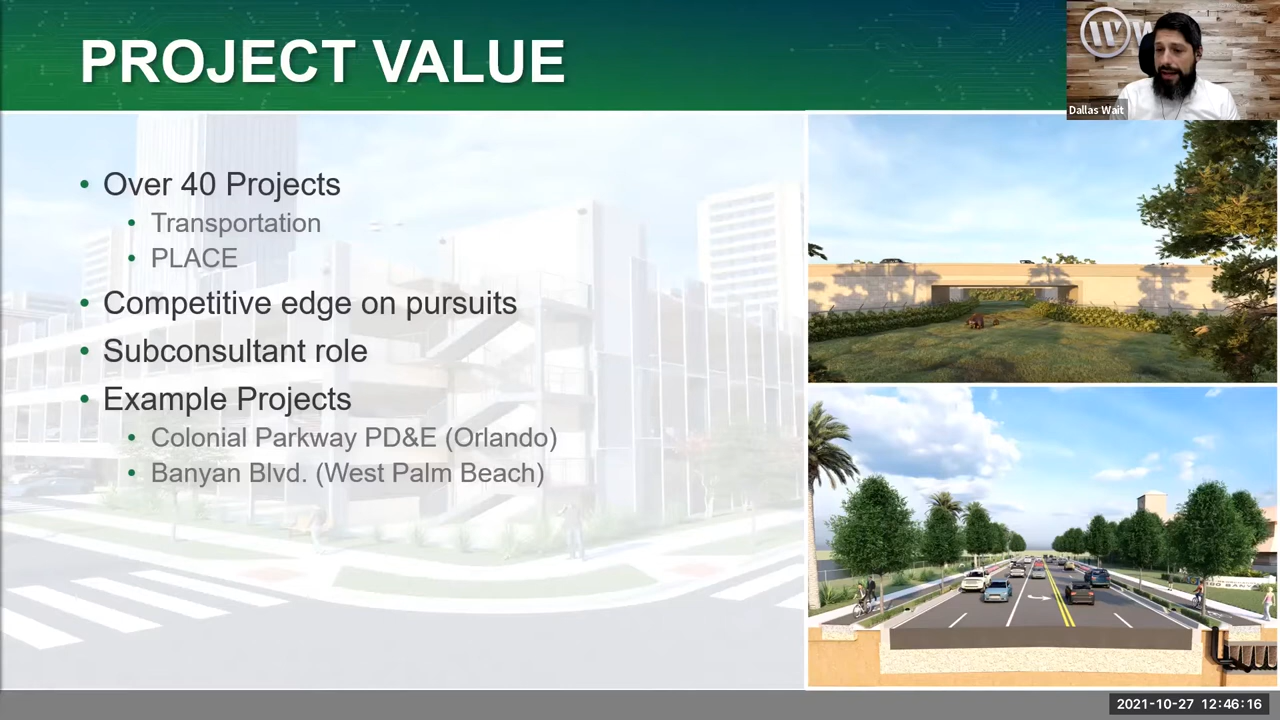 PROJECT VALUE
W
Dallas Wait
• Over 40 Projects
• Transportation
• PLACE
• Competitive edge on pursuits
• Subconsultant role
• Example Projects
• Colonial Parkway PD&E (Orlando)
• Banyan Blvd. (West Palm Beach)
2021-10-27 12:46:16